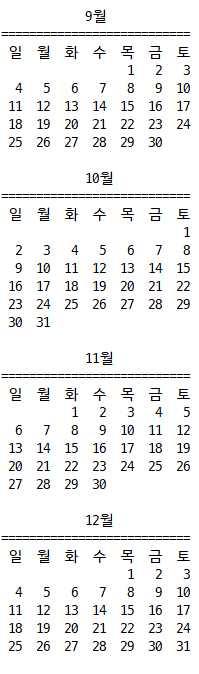 9월
===========================
일 월 화 수 목 금 토
1 2 3
4 5 6 7 8 9 10
11 12 13 14 15 16 17
18 19 20 21 22 23 24
25 26 27 28 29 30
10월
===========================
일 월 화 수 목 금 토
1
2 3 4 5 6 7 8
9 10 11 12 13 14 15
16 17 18 19 20 21 22
23 24 25 26 27 28 29
30 31
11월
===========================
일 월 화 수 목 금 토
1 2 3 4 5
6 7 8 9 10 11 12
13 14 15 16 17 18 19
20 21 22 23 24 25 26
27 28 29 30
12월
===========================
일 월 화 수 목 금 토
1 2 3
4 5 6 7 8 9 10
11 12 13 14 15 16 17
18 19 20 21 22 23 24
25 26 27 28 29 30 31